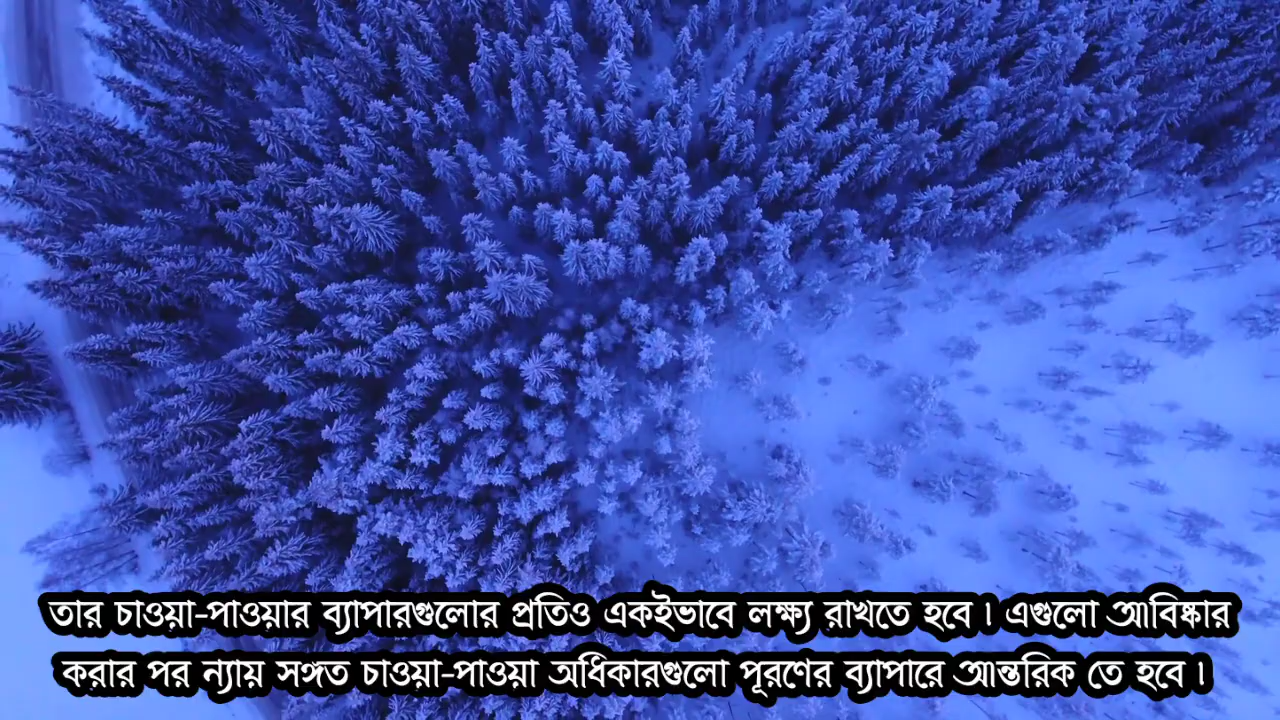 তার চাওয়া-পাওয়ার ব্যাপারগুলোর প্রতিও একইভাবে লক্ষ্য রাখতে হবে। এগুলো আবিষ্কার
করার পর ন্যায় সঙ্গত চাওয়া-পাওয়া অধিকারগুলো পূরণের ব্যাপারে আন্তরিক তে হবে।